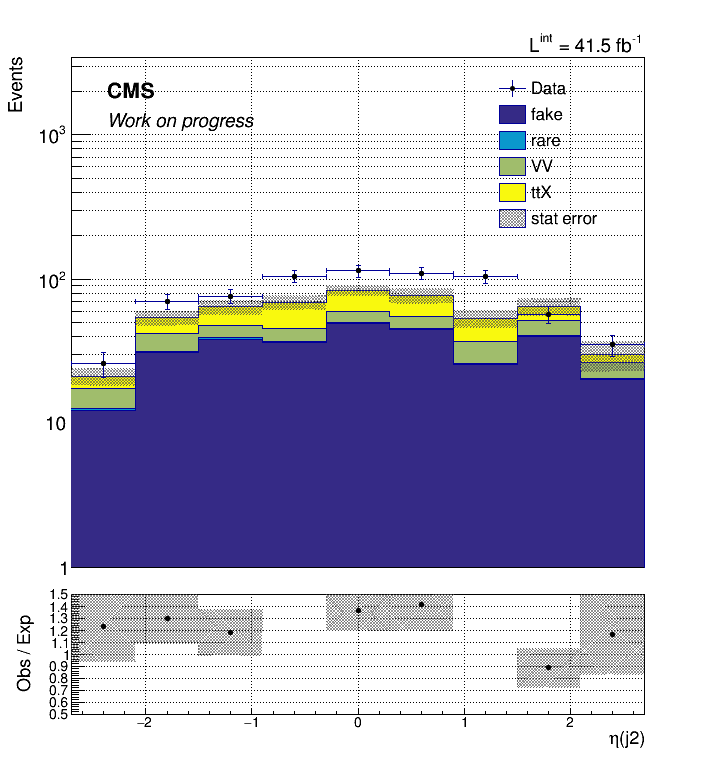 L^int = 41.5 fb^-1
Events
CMS
Work on progress
Data
fake
rare
VV
ttX
stat error
10^3
10^2
10
1
Obs / Exp
1.5
1.4
1.3
1.2
1.1
1
0.9
0.8
0.7
0.6
0.5
−2 −1 0 1 2
η(j2)